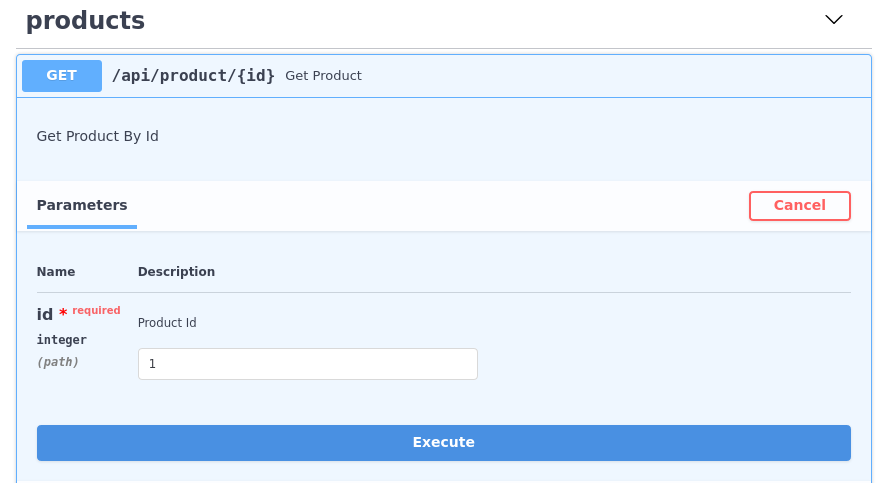 products
GET /api/product/{id} Get Product
Get Product By Id
Parameters Cancel
Name Description
id * required Product Id
integer
(path)
1
Execute